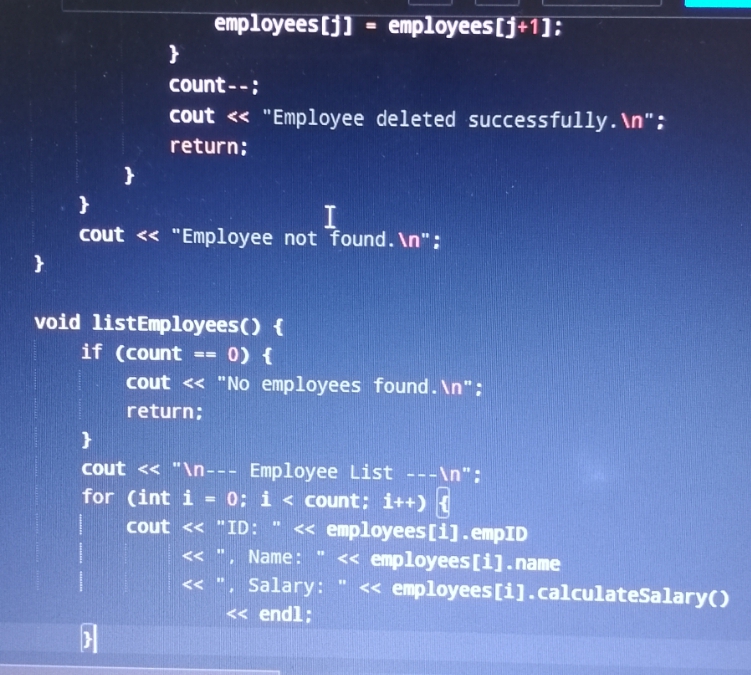 employees[j] = employees[j+1];
}
count--;
cout << "Employee deleted successfully.\n";
return;
}
}
cout << "Employee not found.\n";
}
void listEmployees() {
if (count == 0) {
cout << "No employees found.\n";
return;
}
cout << "\n--- Employee List ---\n";
for (int i = 0; i < count; i++) {
cout << "ID: " << employees[i].empID
<< ", Name: " << employees[i].name
<< ", Salary: " << employees[i].calculateSalary()
<< endl;
}